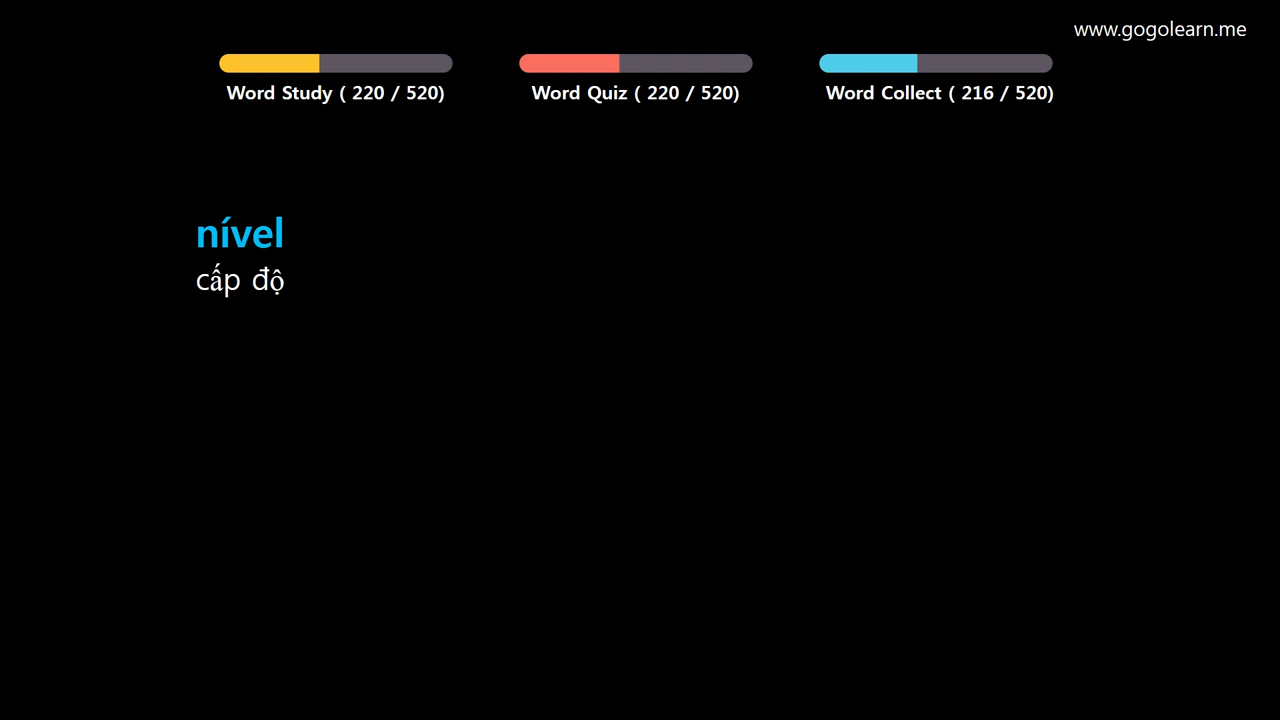 www.gogolearn.me
Word Study ( 220 / 520)
Word Quiz ( 220 / 520)
Word Collect ( 216 / 520)
nível
cấp độ